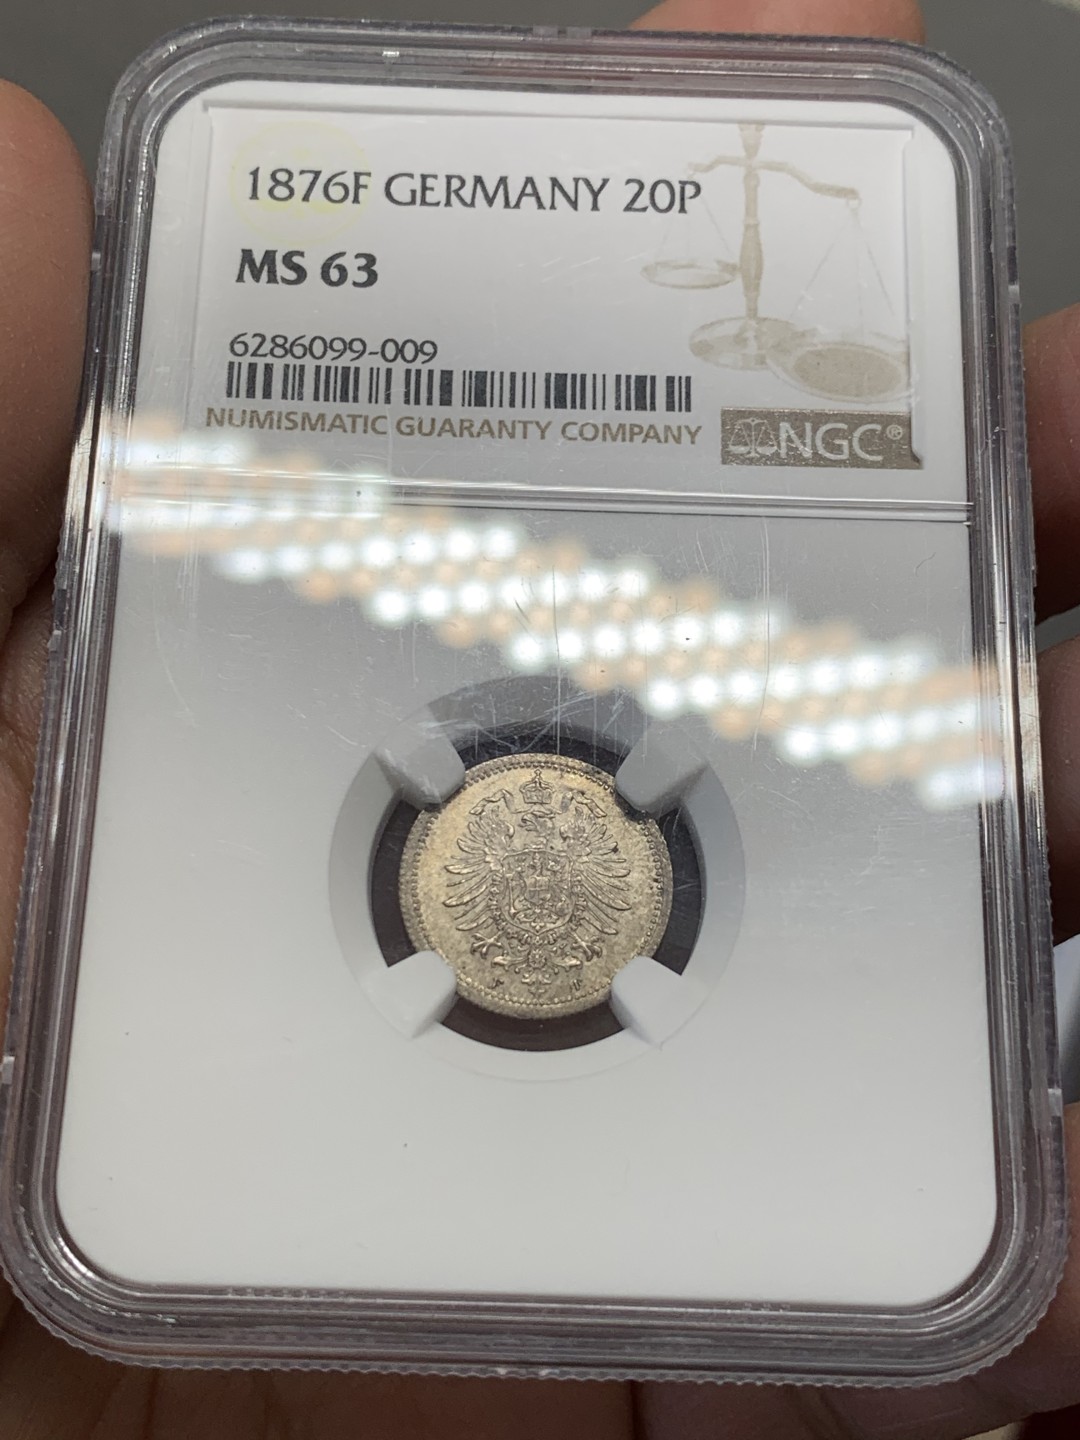 1876F GERMANY 20P
MS 63
6286099-009
NUMISMATIC GUARANTY COMPANY
NGC®
F F